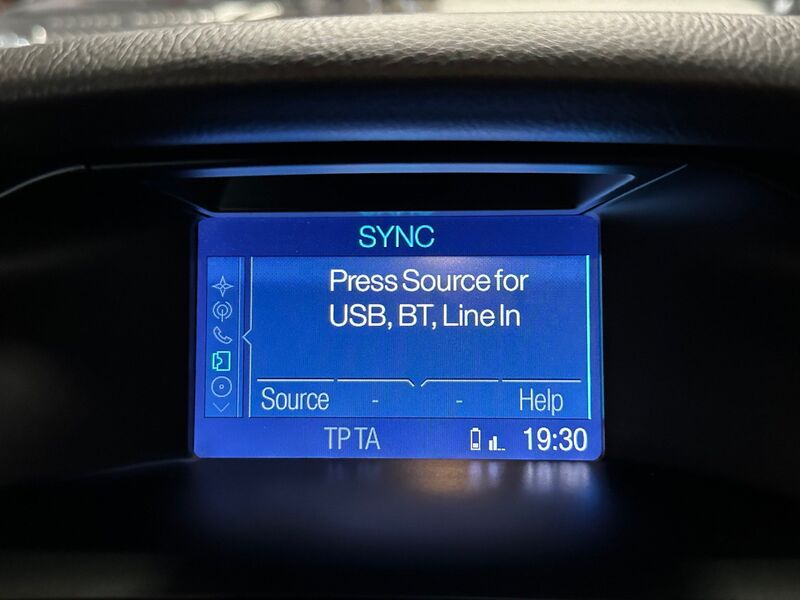 SYNC
Press Source for
USB, BT, Line In
Source - - Help
TP TA 19:30